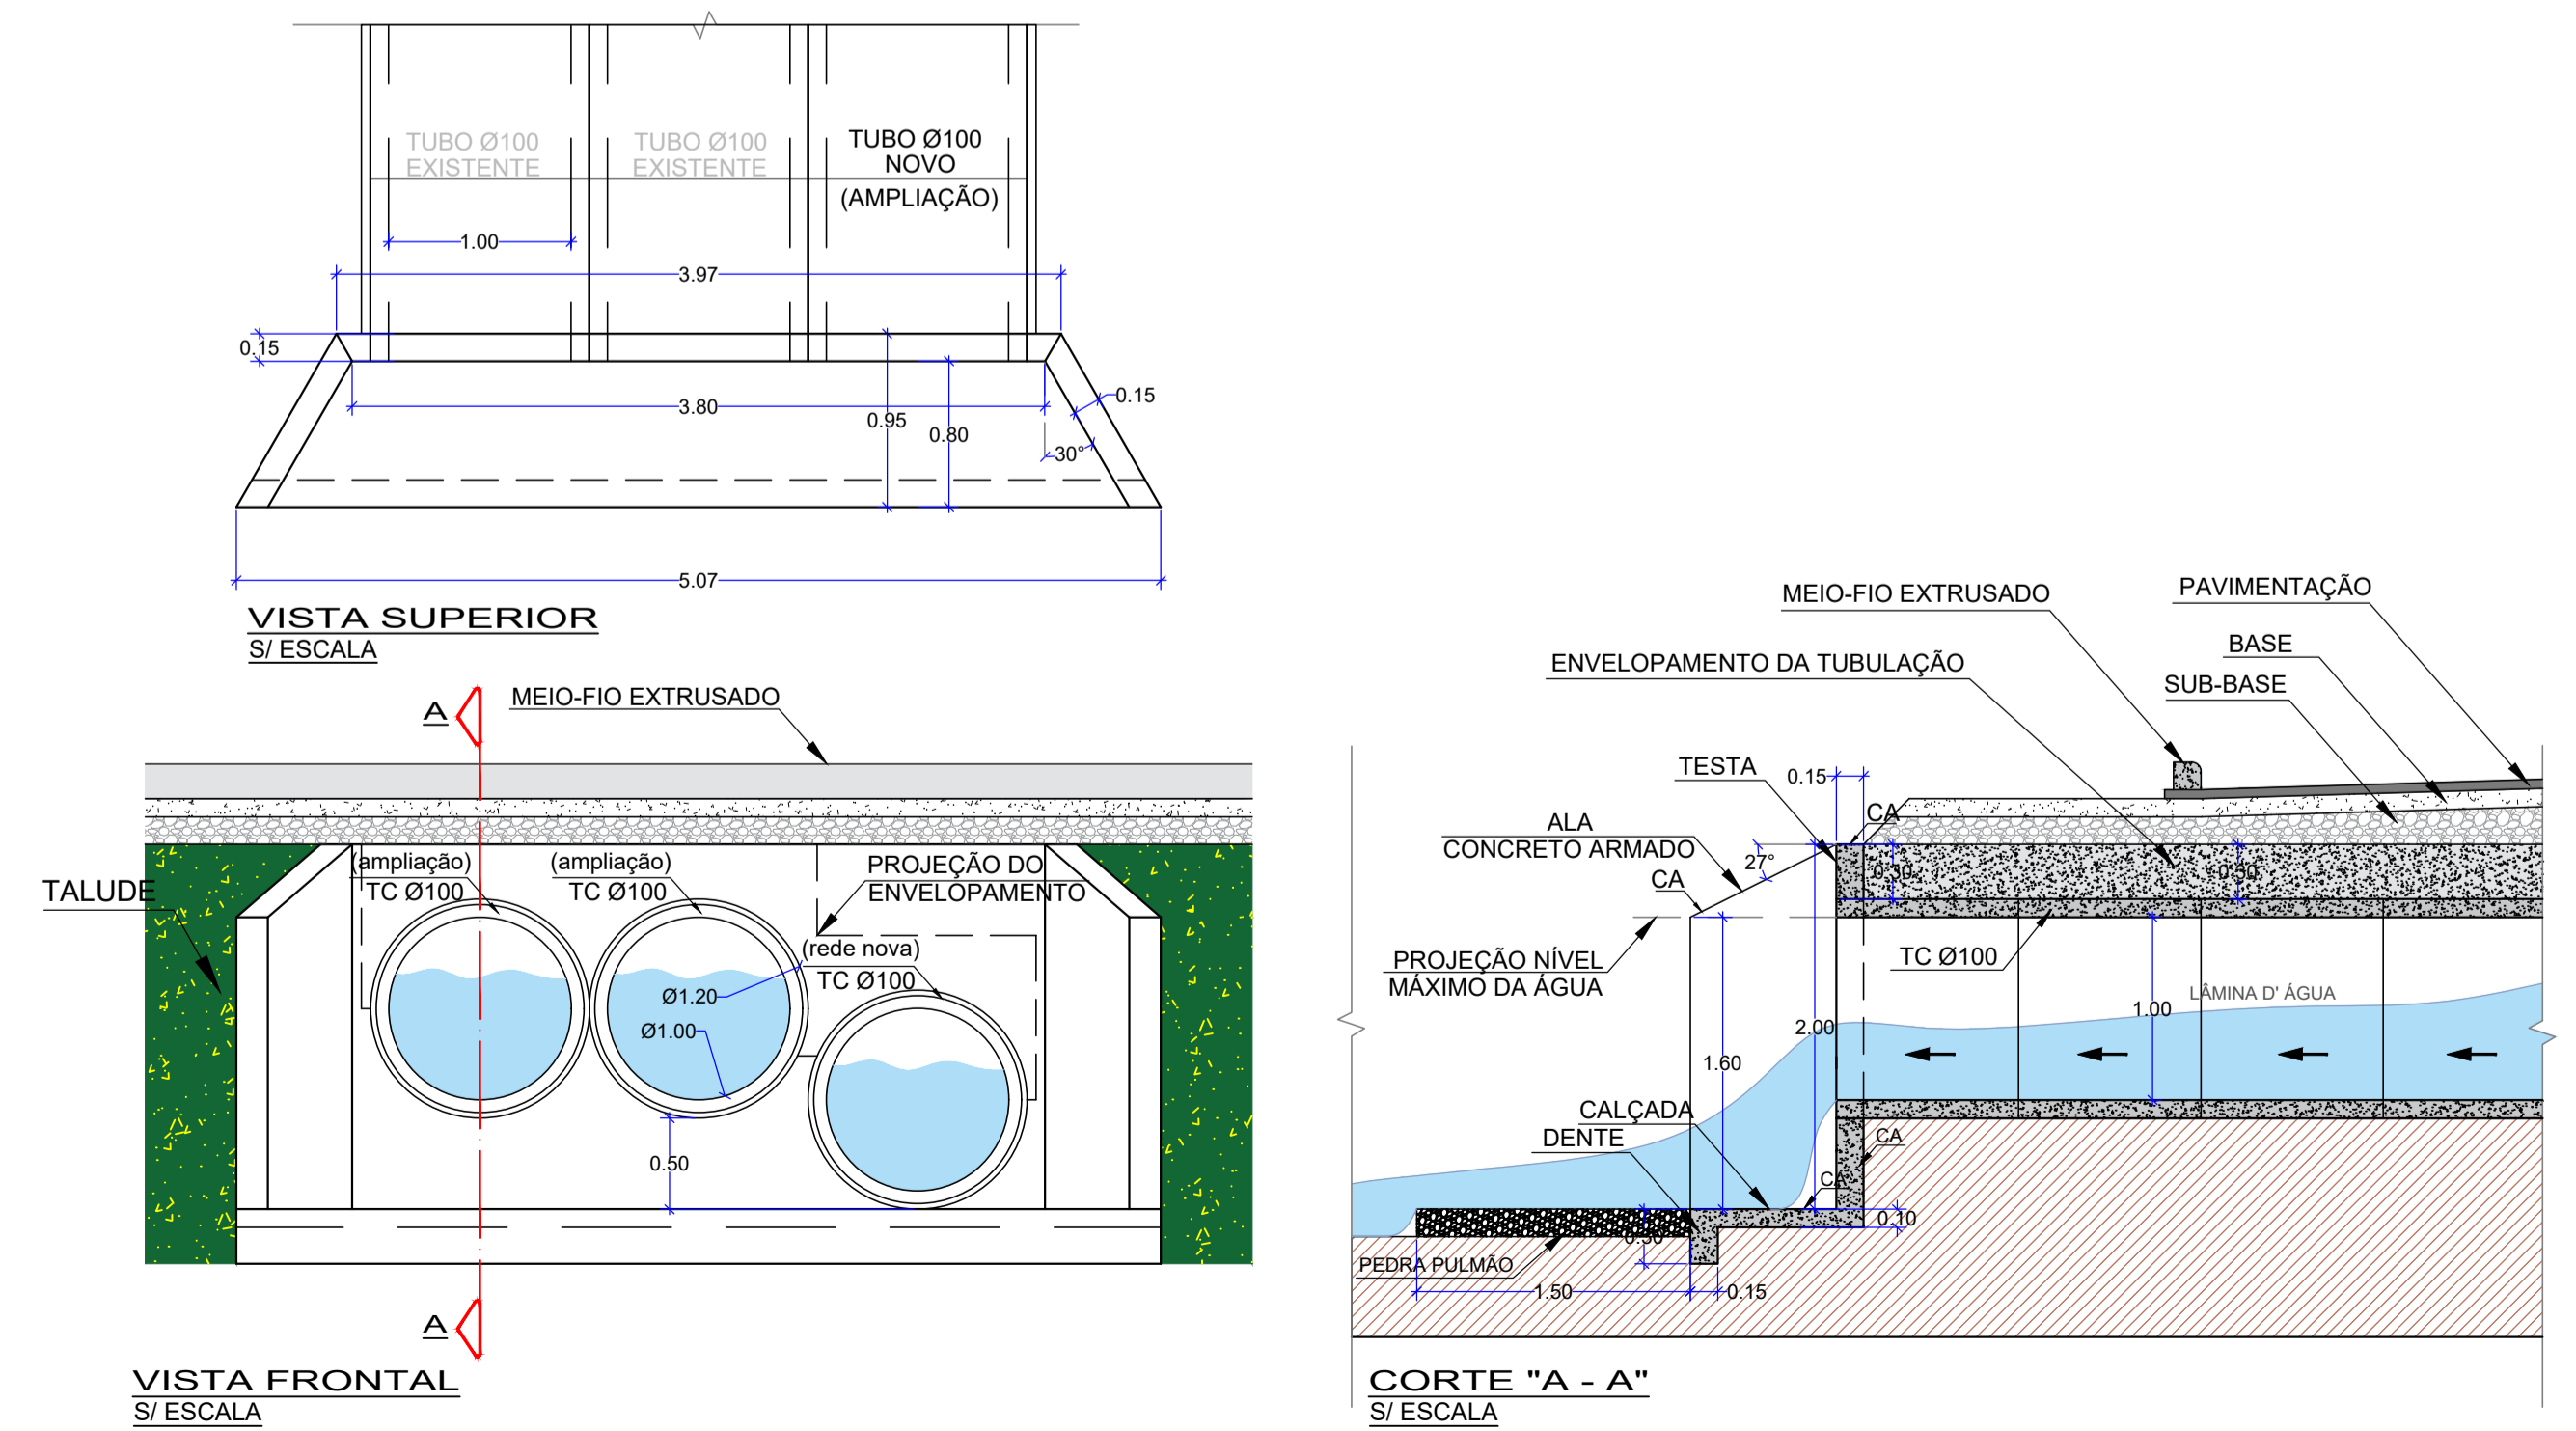 TUBO Ø100
EXISTENTE
TUBO Ø100
EXISTENTE
TUBO Ø100
NOVO
(AMPLIAÇÃO)
1.00
3.97
0.15
3.80
0.95
0.80
0.15
30°
5.07
VISTA SUPERIOR
S/ ESCALA
A
MEIO-FIO EXTRUSADO
TALUDE
(ampliação)
TC Ø100
(ampliação)
TC Ø100
PROJEÇÃO DO
ENVELOPAMENTO
(rede nova)
TC Ø100
Ø1.20
Ø1.00
0.50
A
VISTA FRONTAL
S/ ESCALA
MEIO-FIO EXTRUSADO
PAVIMENTAÇÃO
BASE
SUB-BASE
ENVELOPAMENTO DA TUBULAÇÃO
TESTA
0.15
CA
ALA
CONCRETO ARMADO
27°
CA
0.30
0.30
PROJEÇÃO NÍVEL
MÁXIMO DA ÁGUA
TC Ø100
LÂMINA D' ÁGUA
1.00
2.00
1.60
CALÇADA
DENTE
CA
CA
0.10
0.30
PEDRA PULMÃO
1.50
0.15
CORTE "A - A"
S/ ESCALA